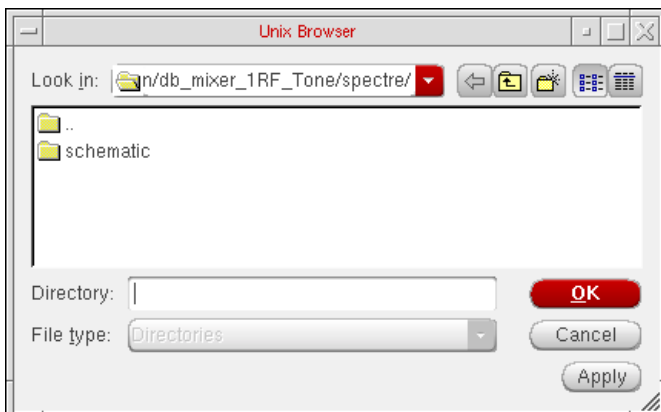 Unix Browser
Look in: n/db_mixer_1RF_Tone/spectre/
..
schematic
Directory:
OK
File type: Directories
Cancel
Apply